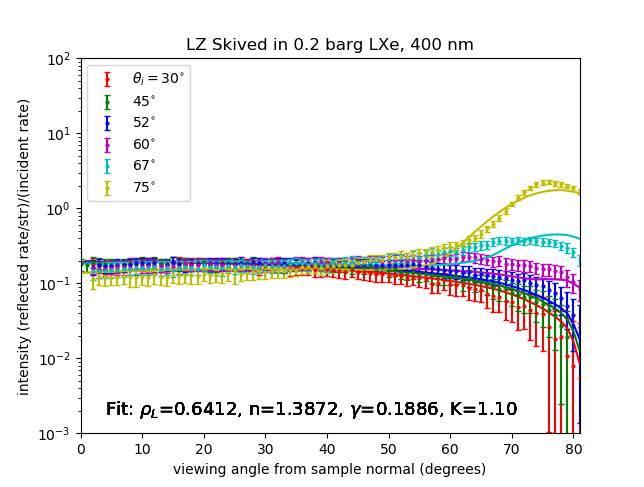 LZ Skived in 0.2 barg LXe, 400 nm
intensity (reflected rate/str)/(incident rate)
10²
10¹
10⁰
10⁻¹
10⁻²
10⁻³
θᵢ = 30°
45°
52°
60°
67°
75°
Fit: ρ_L=0.6412, n=1.3872, γ=0.1886, K=1.10
0 10 20 30 40 50 60 70 80
viewing angle from sample normal (degrees)